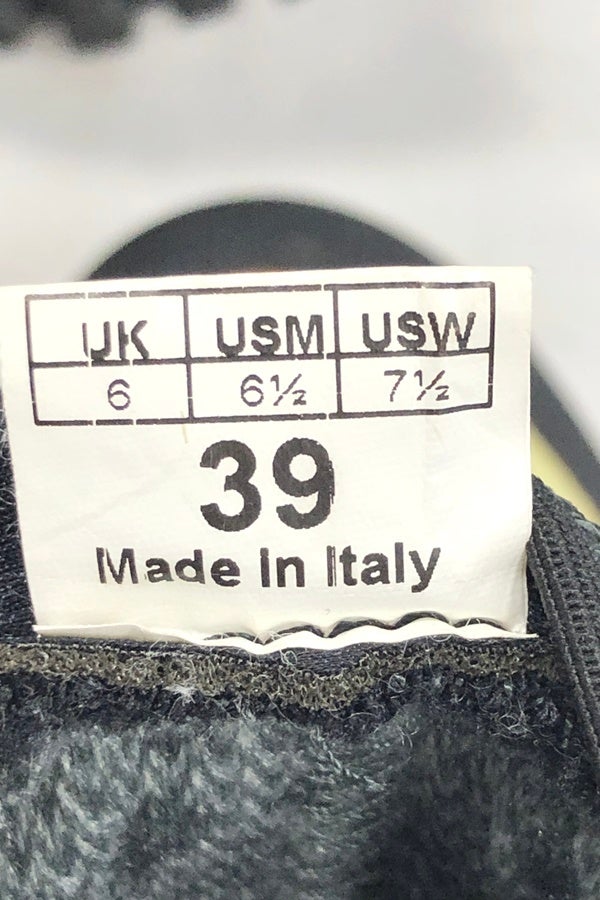 UK USM USW
6 6½ 7½
39
Made in Italy